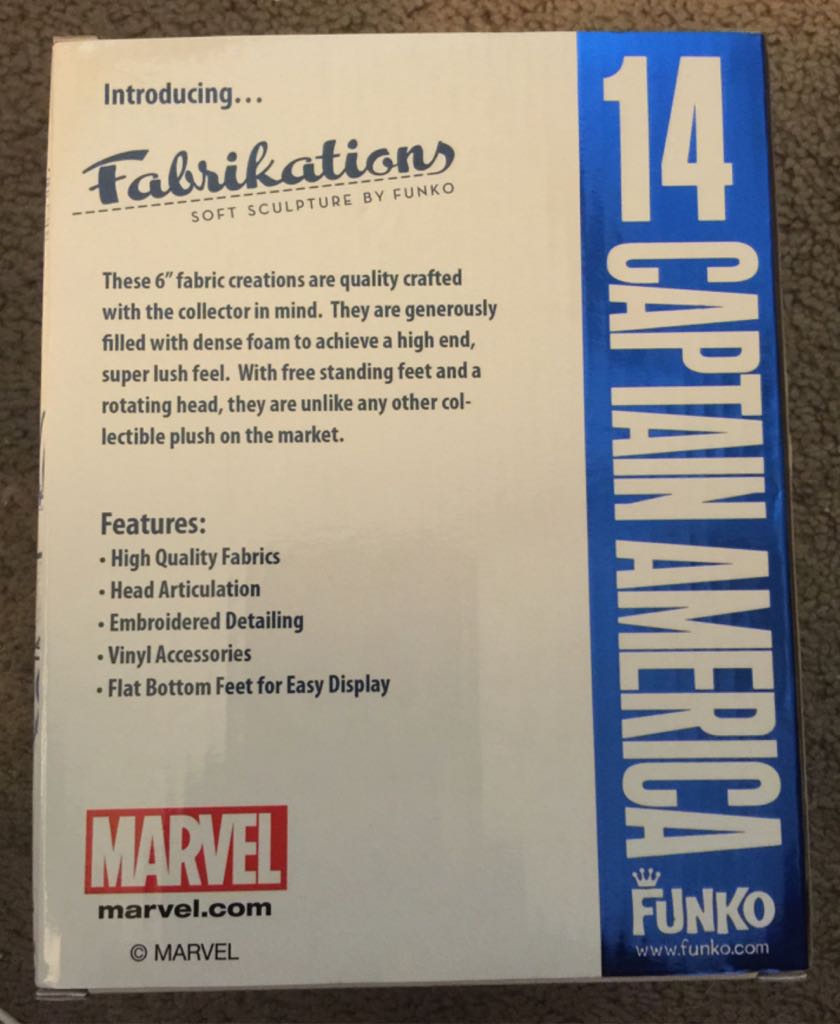 Introducing...
Fabrikations
SOFT SCULPTURE BY FUNKO
These 6" fabric creations are quality crafted
with the collector in mind. They are generously
filled with dense foam to achieve a high end,
super lush feel. With free standing feet and a
rotating head, they are unlike any other col-
lectible plush on the market.
Features:
• High Quality Fabrics
• Head Articulation
• Embroidered Detailing
• Vinyl Accessories
• Flat Bottom Feet for Easy Display
MARVEL
marvel.com
© MARVEL
14
CAPTAIN AMERICA
FUNKO
www.funko.com